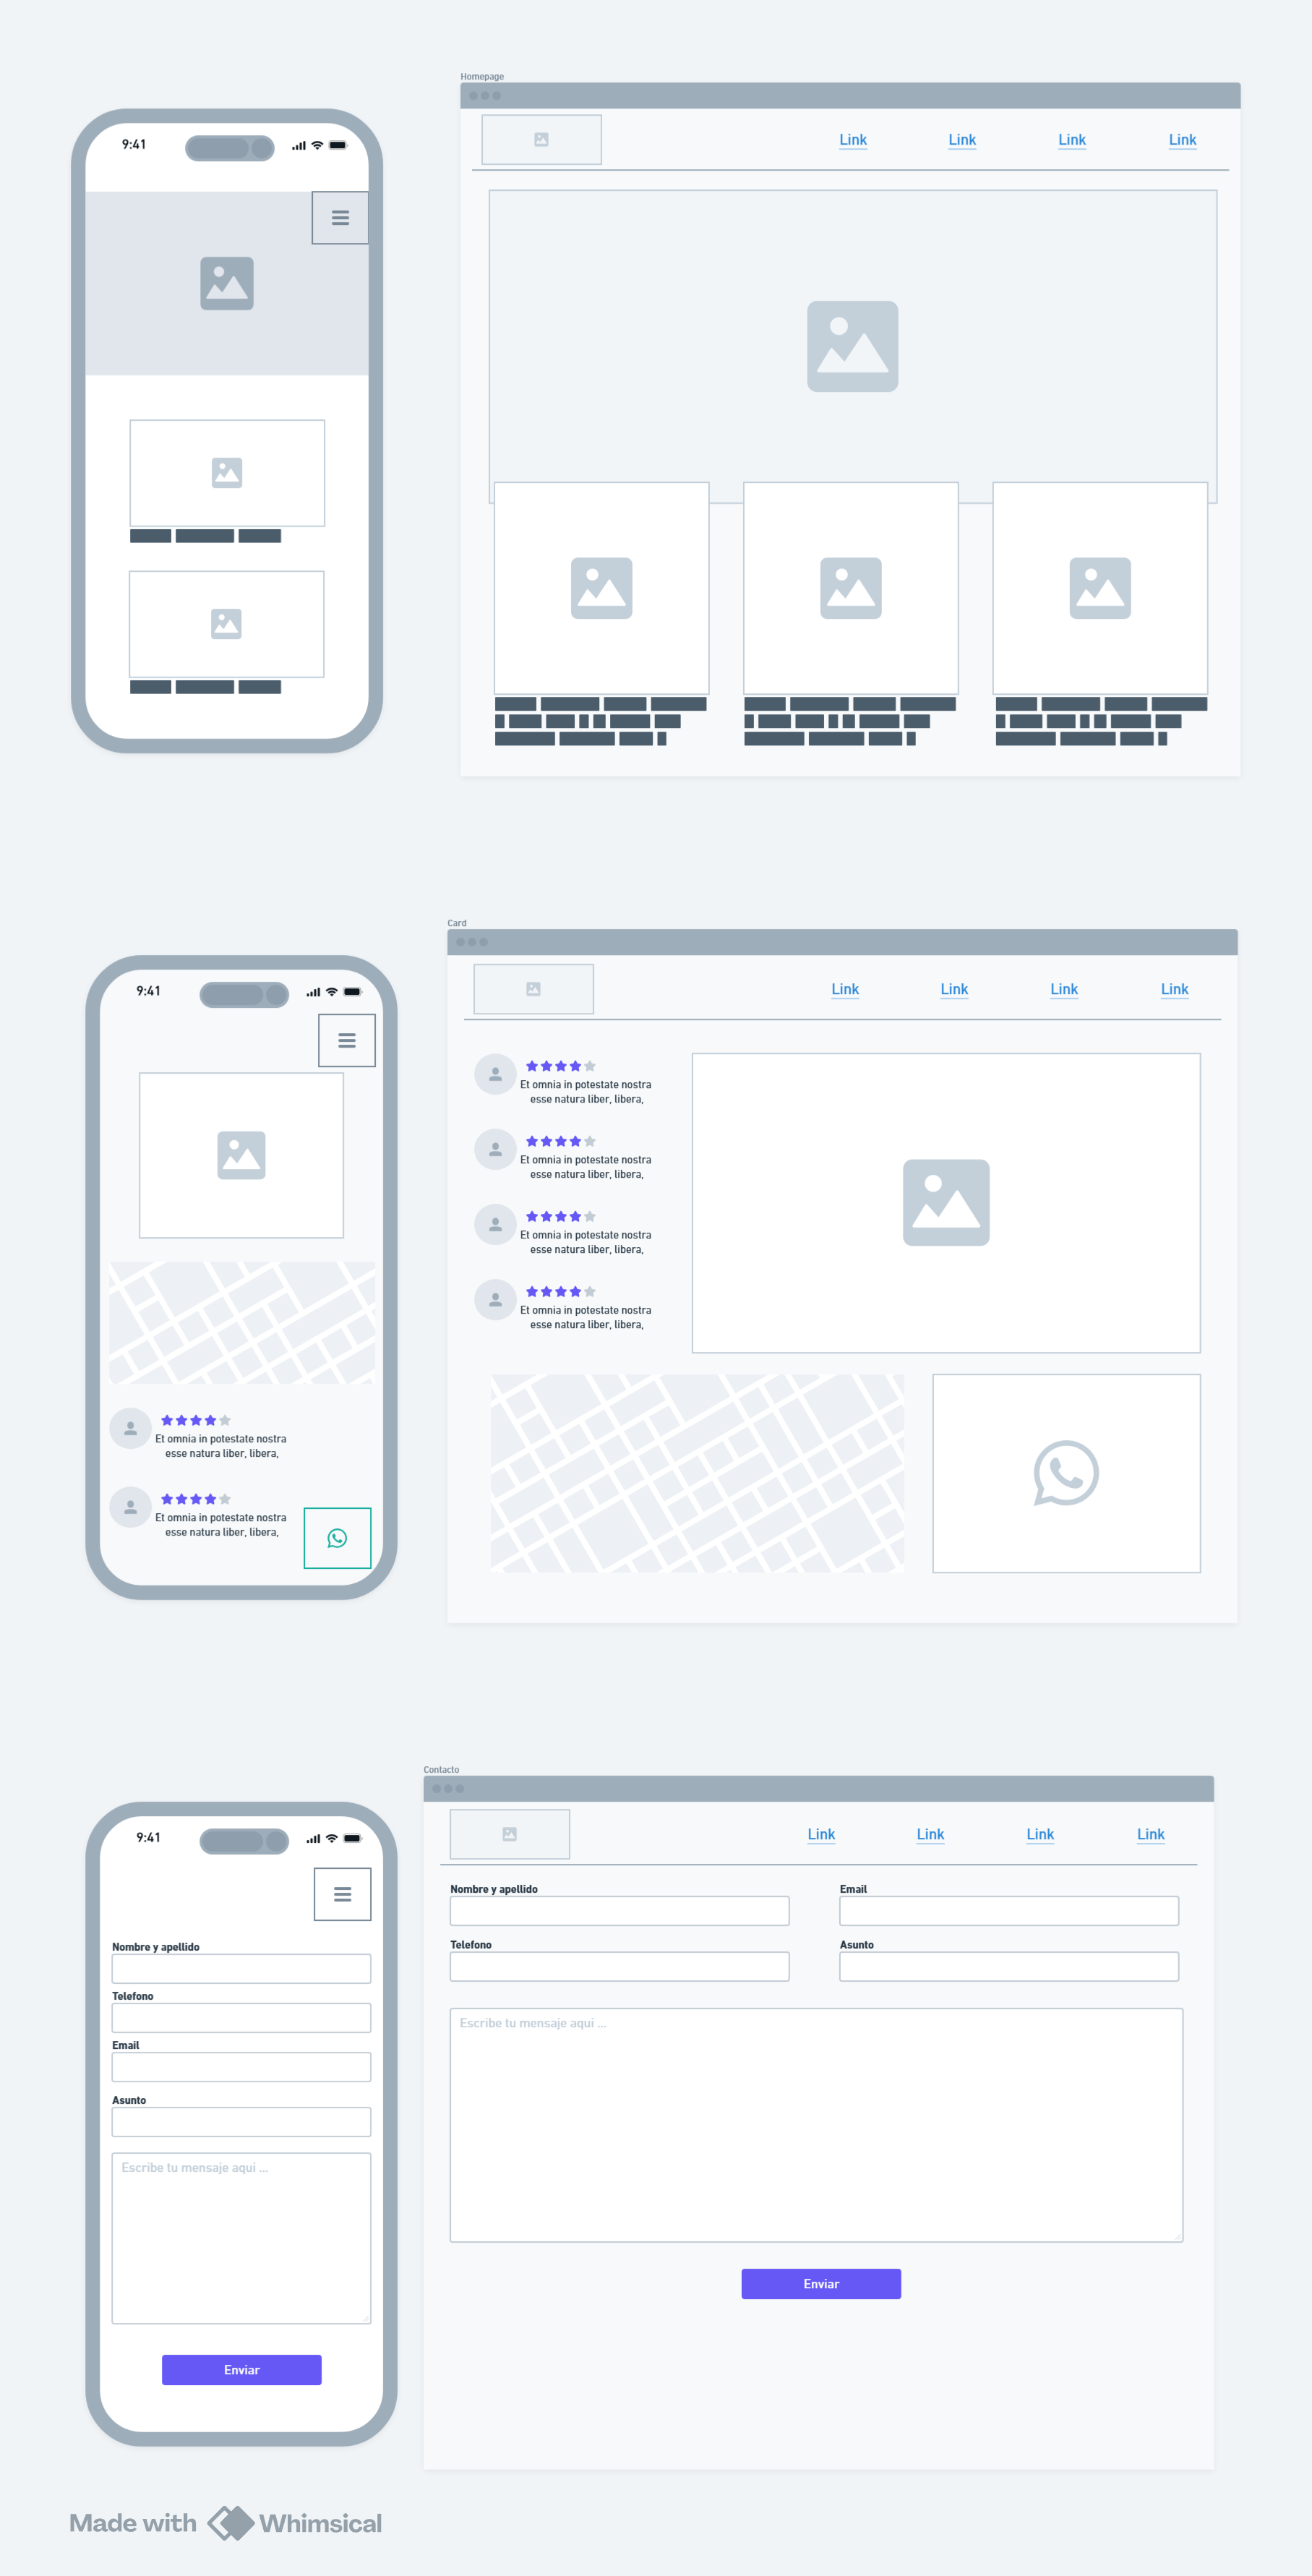 Homepage
9:41
Link Link Link Link
Card
9:41
Link Link Link Link
Et omnia in potestate nostra
esse natura liber, libera,
Et omnia in potestate nostra
esse natura liber, libera,
Et omnia in potestate nostra
esse natura liber, libera,
Et omnia in potestate nostra
esse natura liber, libera,
Et omnia in potestate nostra
esse natura liber, libera,
Et omnia in potestate nostra
esse natura liber, libera,
Contacto
9:41
Nombre y apellido
Telefono
Email
Asunto
Escribe tu mensaje aqui ...
Enviar
Link Link Link Link
Nombre y apellido
Email
Telefono
Asunto
Escribe tu mensaje aqui ...
Enviar
Made with Whimsical